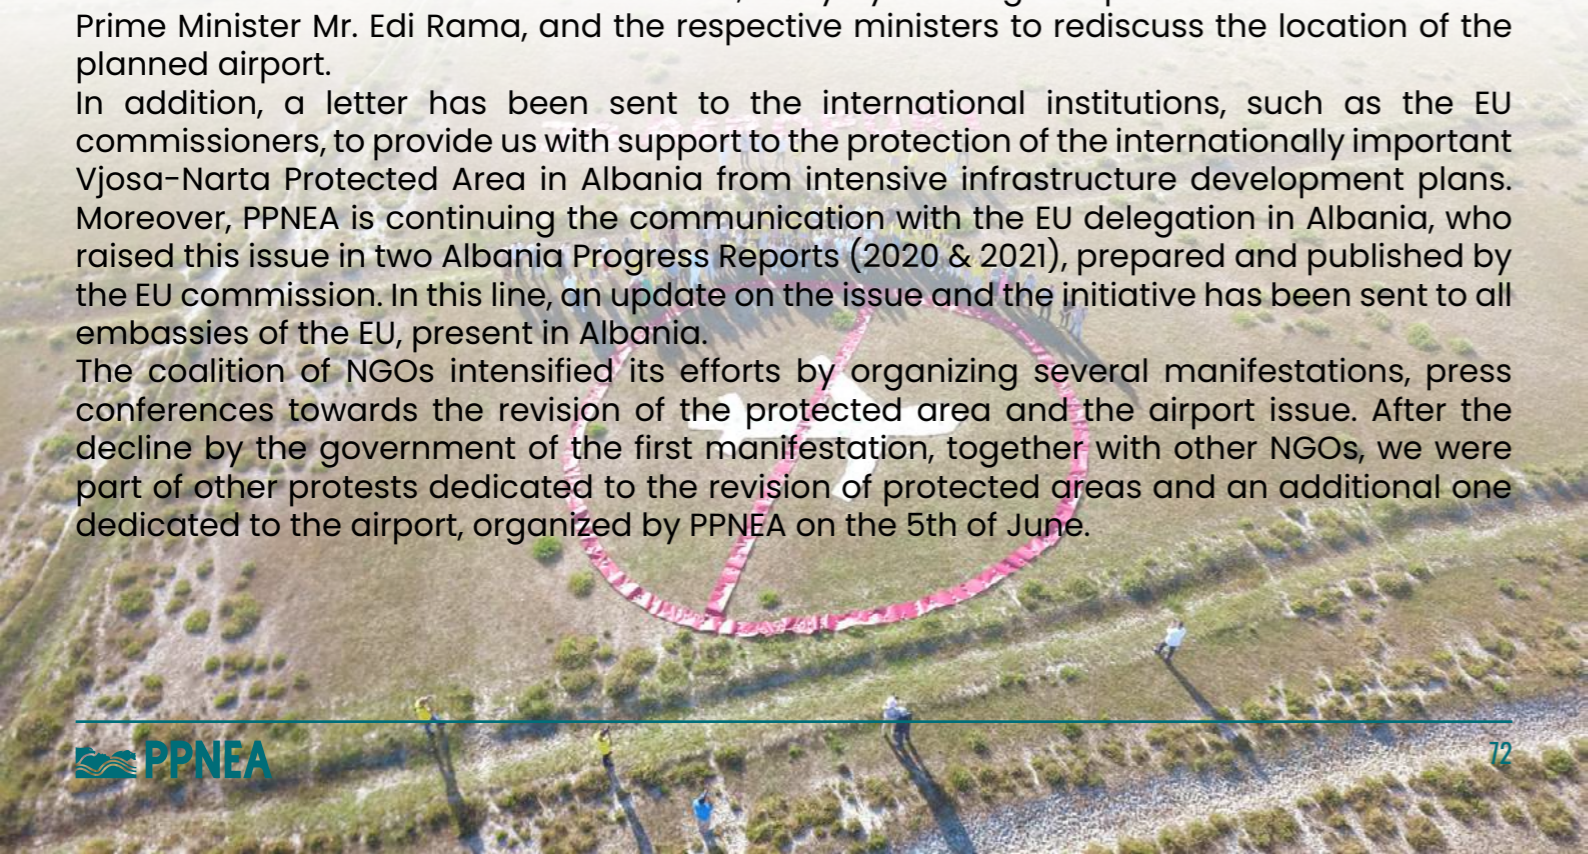 Prime Minister Mr. Edi Rama, and the respective ministers to rediscuss the location of the
planned airport.
In addition, a letter has been sent to the international institutions, such as the EU
commissioners, to provide us with support to the protection of the internationally important
Vjosa-Narta Protected Area in Albania from intensive infrastructure development plans.
Moreover, PPNEA is continuing the communication with the EU delegation in Albania, who
raised this issue in two Albania Progress Reports (2020 & 2021), prepared and published by
the EU commission. In this line, an update on the issue and the initiative has been sent to all
embassies of the EU, present in Albania.
The coalition of NGOs intensified its efforts by organizing several manifestations, press
conferences towards the revision of the protected area and the airport issue. After the
decline by the government of the first manifestation, together with other NGOs, we were
part of other protests dedicated to the revision of protected areas and an additional one
dedicated to the airport, organized by PPNEA on the 5th of June.
PPNEA
72